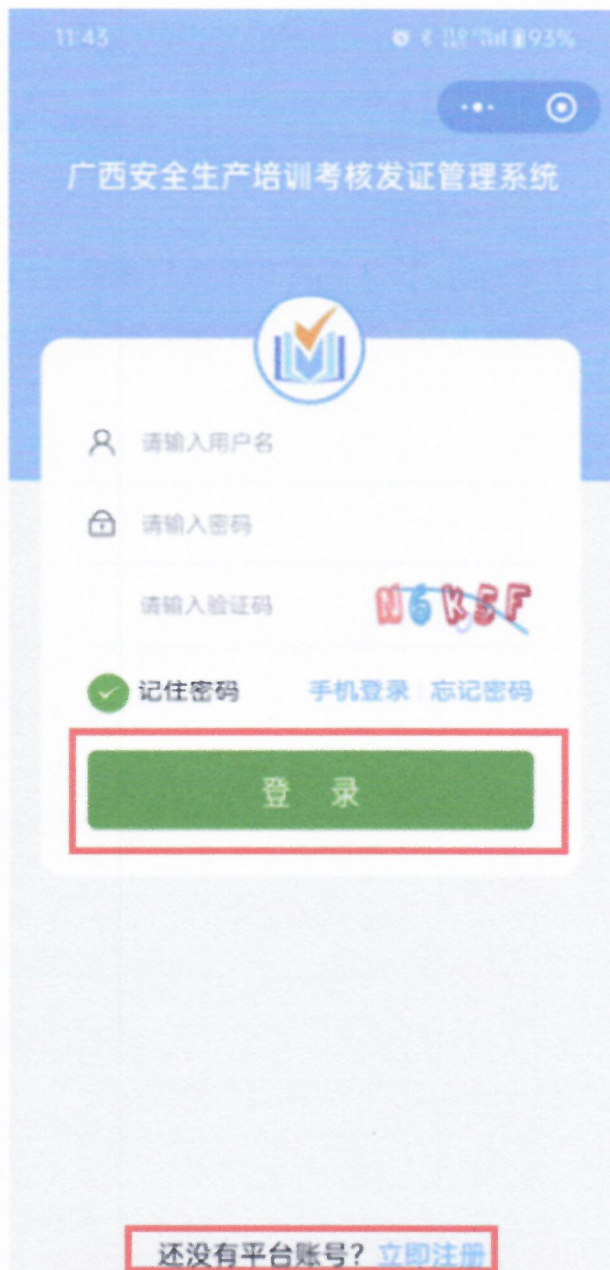 11:43
93%
广西安全生产培训考核发证管理系统
请输入用户名
请输入密码
请输入验证码 N6K5F
记住密码 手机登录 忘记密码
登 录
还没有平台账号? 立即注册